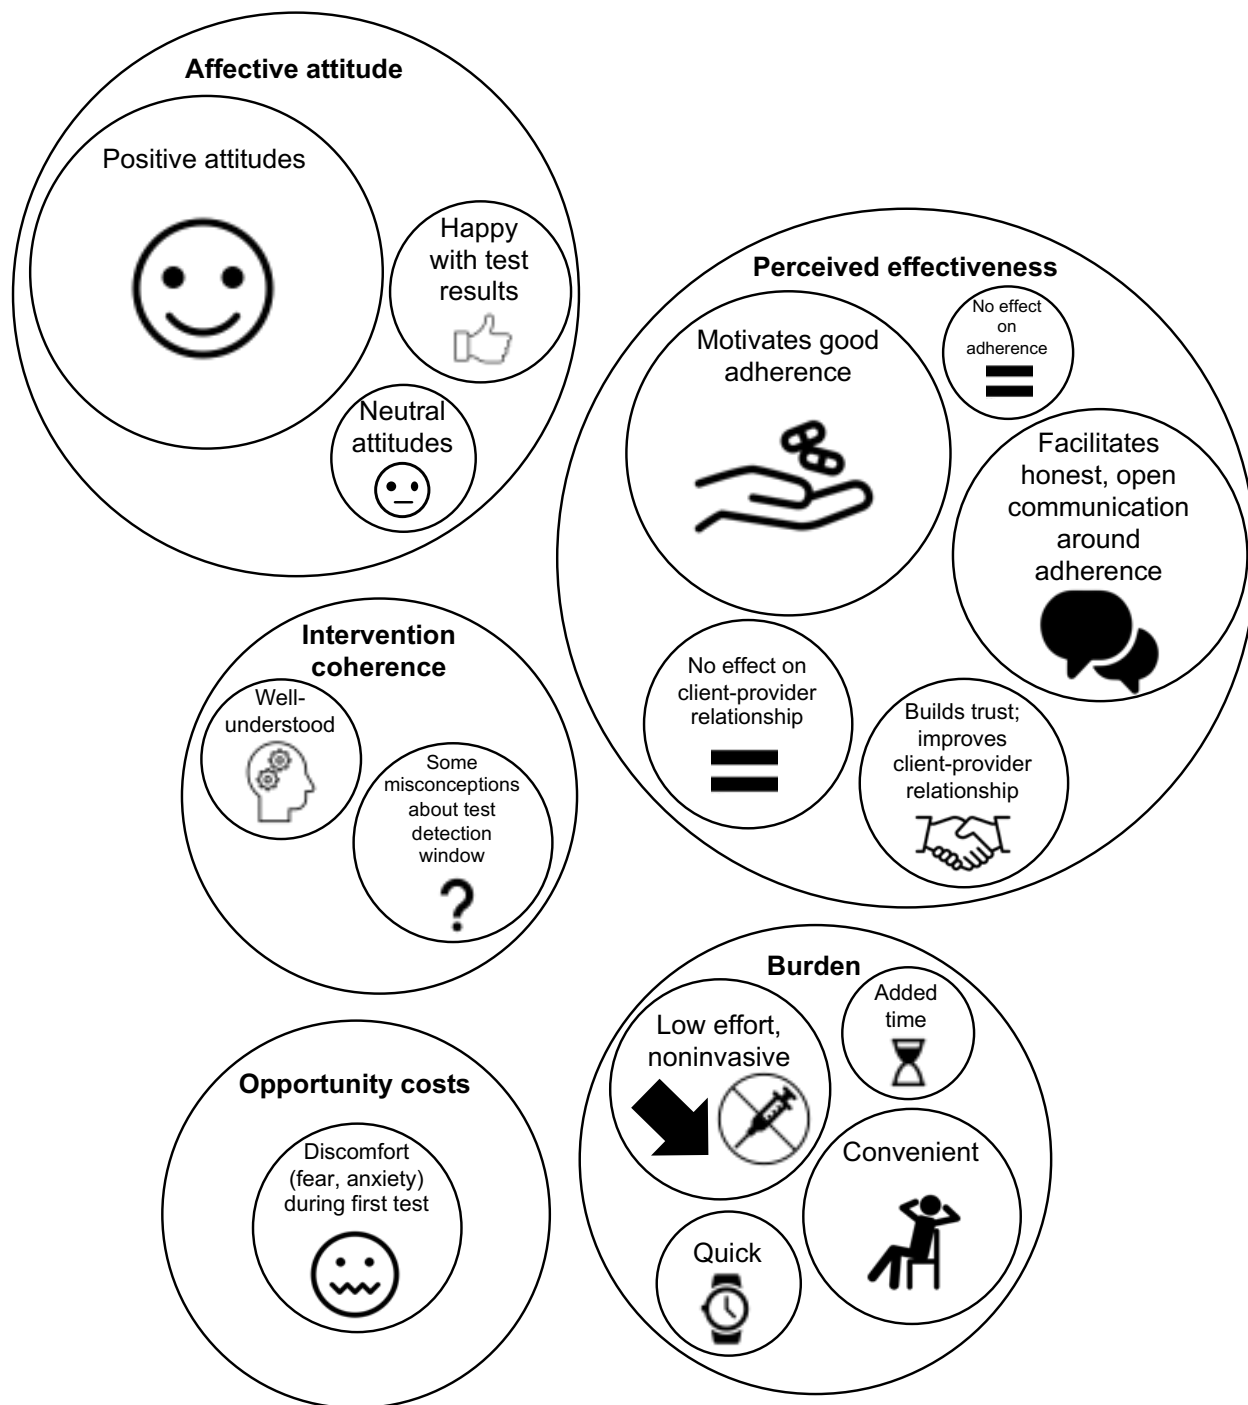 Affective attitude
Positive attitudes
Happy
with test
results
Neutral
attitudes
Perceived effectiveness
Motivates good
adherence
No effect
on
adherence
Facilitates
honest, open
communication
around
adherence
No effect on
client-provider
relationship
Builds trust;
improves
client-provider
relationship
Intervention
coherence
Well-
understood
Some
misconceptions
about test
detection
window
?
Burden
Low effort,
noninvasive
Added
time
Convenient
Quick
Opportunity costs
Discomfort
(fear, anxiety)
during first test